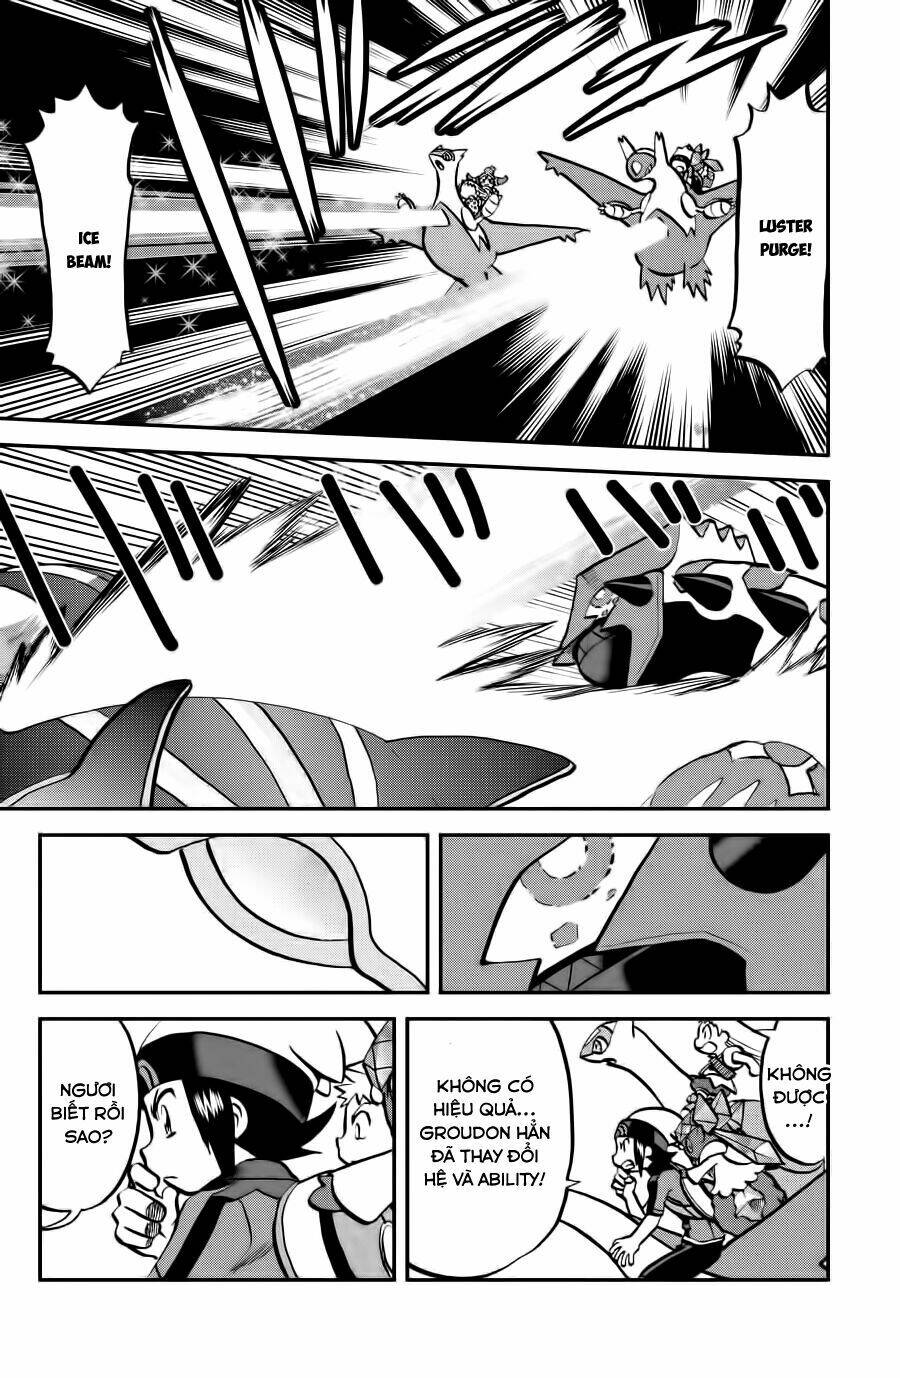 LUSTER
PURGE!
ICE
BEAM!
KHÔNG
ĐƯỢC
...!
KHÔNG CÓ
HIỆU QUẢ...
GROUDON HẲN
ĐÃ THAY ĐỔI
HỆ VÀ ABILITY!
NGƯƠI
BIẾT RỒI
SAO?